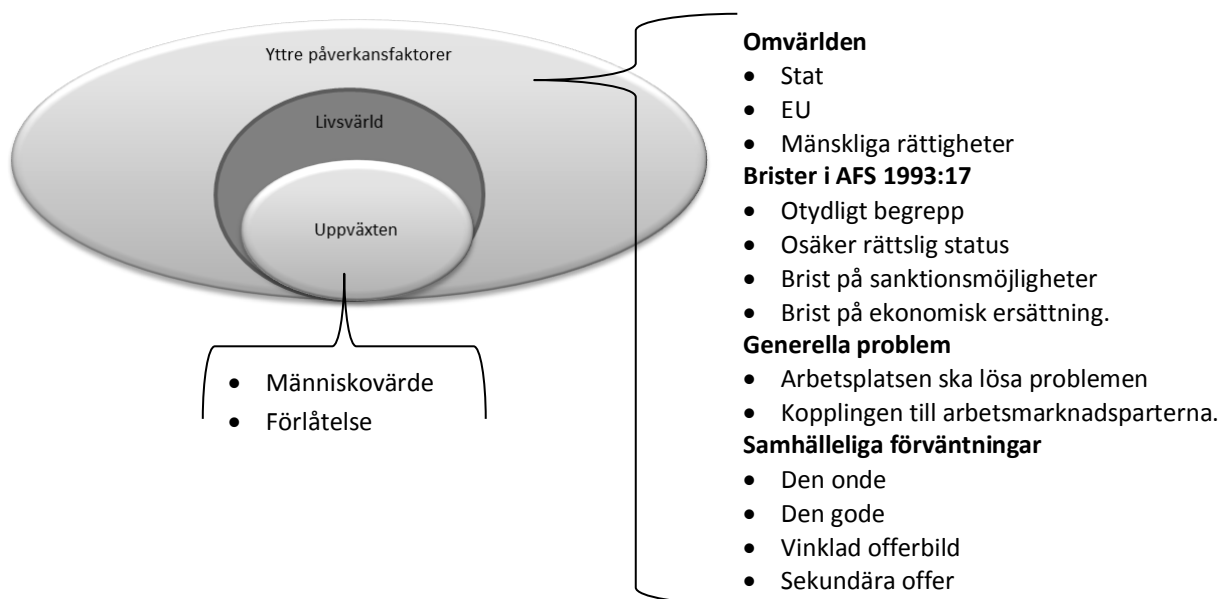 Yttre påverkansfaktorer
Livsvärld
Uppväxten
• Människovärde
• Förlåtelse
Omvärlden
• Stat
• EU
• Mänskliga rättigheter
Brister i AFS 1993:17
• Otydligt begrepp
• Osäker rättslig status
• Brist på sanktionsmöjligheter
• Brist på ekonomisk ersättning.
Generella problem
• Arbetsplatsen ska lösa problemen
• Kopplingen till arbetsmarknadsparterna.
Samhälleliga förväntningar
• Den onde
• Den gode
• Vinklad offerbild
• Sekundära offer